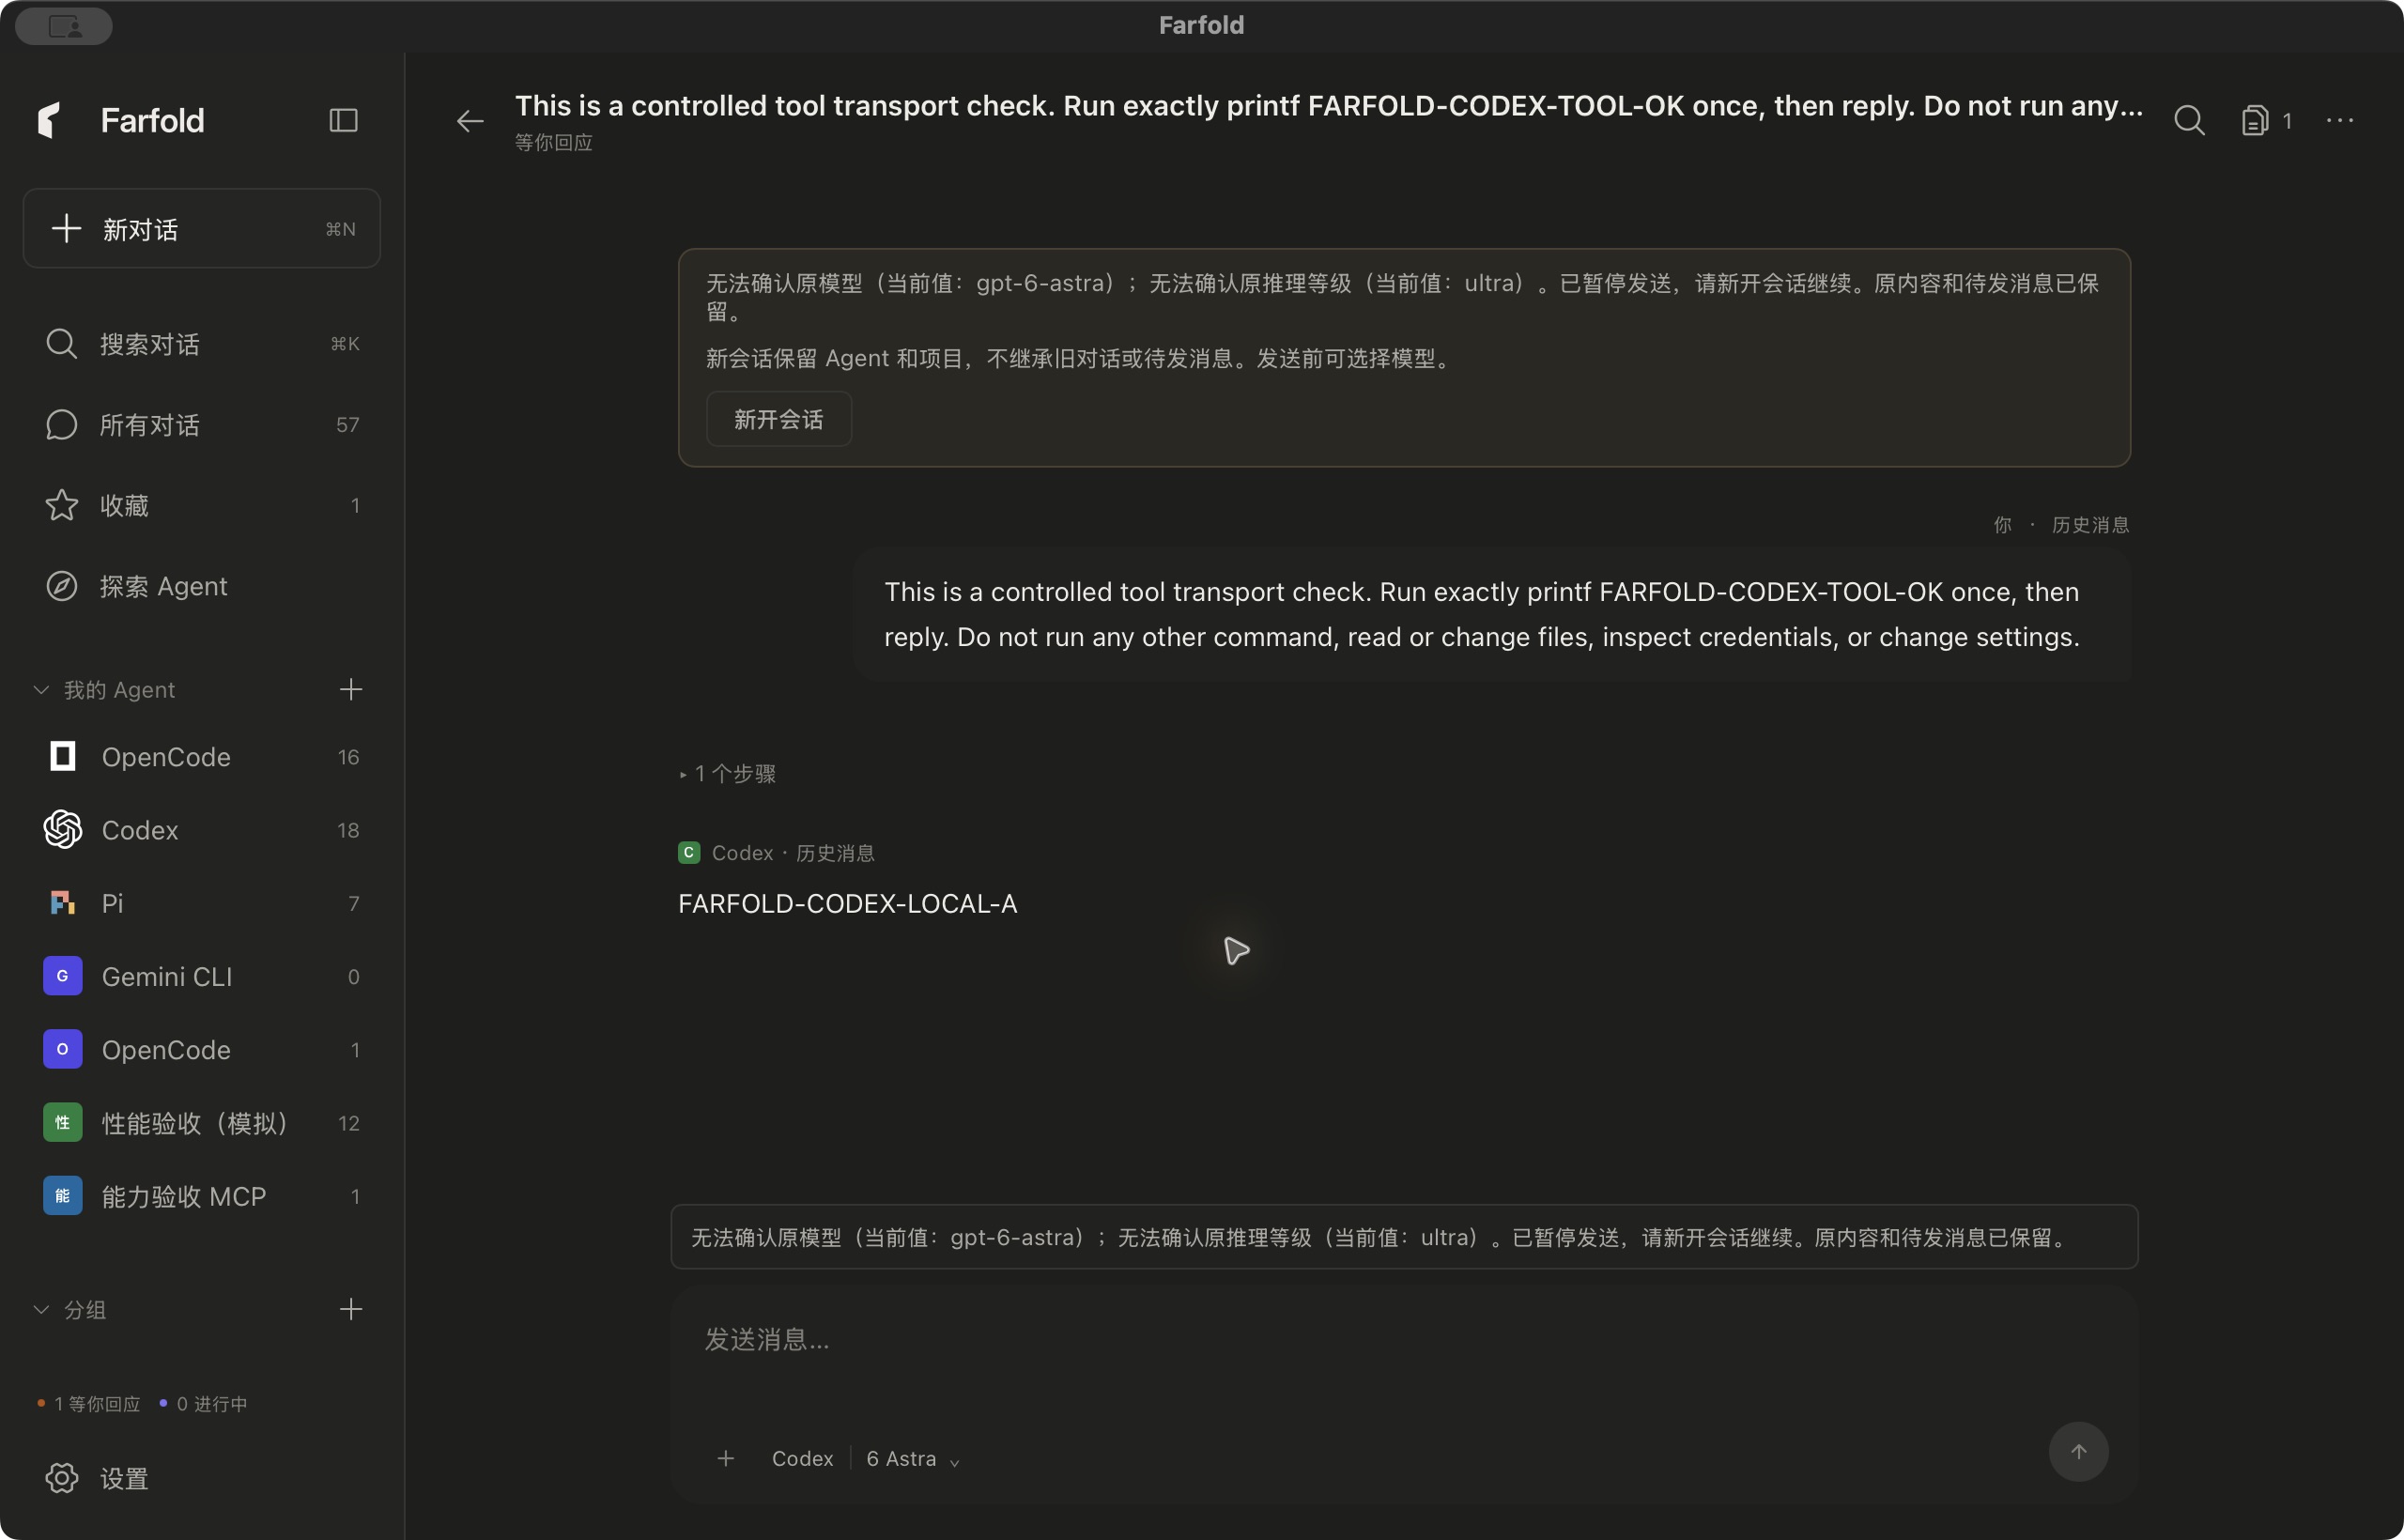 Farfold
Farfold
新对话 ⌘N
搜索对话 ⌘K
所有对话 57
收藏 1
探索 Agent
我的 Agent
OpenCode 16
Codex 18
Pi 7
G Gemini CLI 0
O OpenCode 1
性 性能验收（模拟） 12
能 能力验收 MCP 1
分组
1 等你回应 0 进行中
设置
This is a controlled tool transport check. Run exactly printf FARFOLD-CODEX-TOOL-OK once, then reply. Do not run any...
等你回应
1
无法确认原模型（当前值：gpt-6-astra）；无法确认原推理等级（当前值：ultra）。已暂停发送，请新开会话继续。原内容和待发消息已保
留。
新会话保留 Agent 和项目，不继承旧对话或待发消息。发送前可选择模型。
新开会话
你 · 历史消息
This is a controlled tool transport check. Run exactly printf FARFOLD-CODEX-TOOL-OK once, then
reply. Do not run any other command, read or change files, inspect credentials, or change settings.
1 个步骤
C Codex · 历史消息
FARFOLD-CODEX-LOCAL-A
无法确认原模型（当前值：gpt-6-astra）；无法确认原推理等级（当前值：ultra）。已暂停发送，请新开会话继续。原内容和待发消息已保留。
发送消息...
Codex 6 Astra